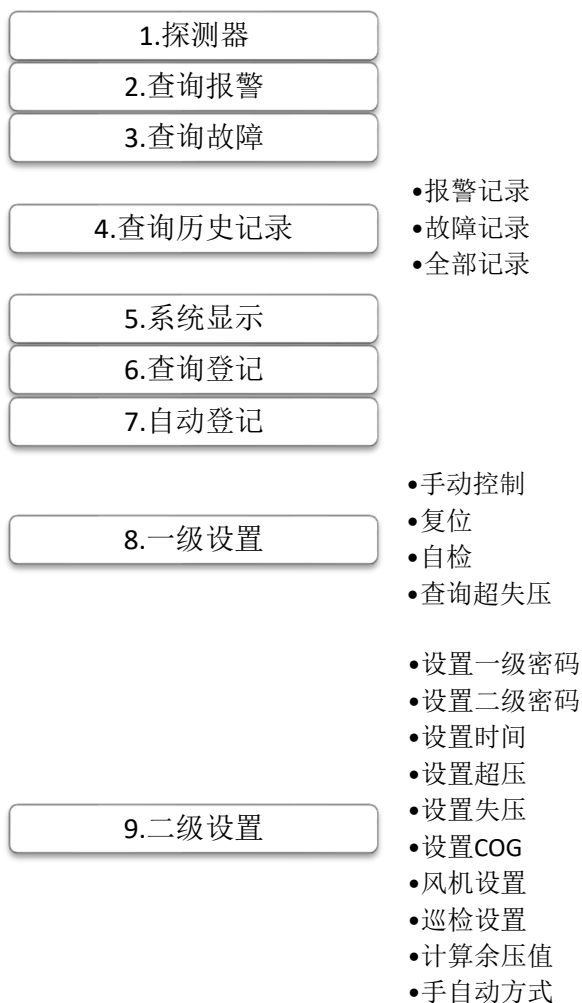 1.探测器
2.查询报警
3.查询故障
4.查询历史记录
•报警记录
•故障记录
•全部记录
5.系统显示
6.查询登记
7.自动登记
8.一级设置
•手动控制
•复位
•自检
•查询超失压
9.二级设置
•设置一级密码
•设置二级密码
•设置时间
•设置超压
•设置失压
•设置COG
•风机设置
•巡检设置
•计算余压值
•手自动方式